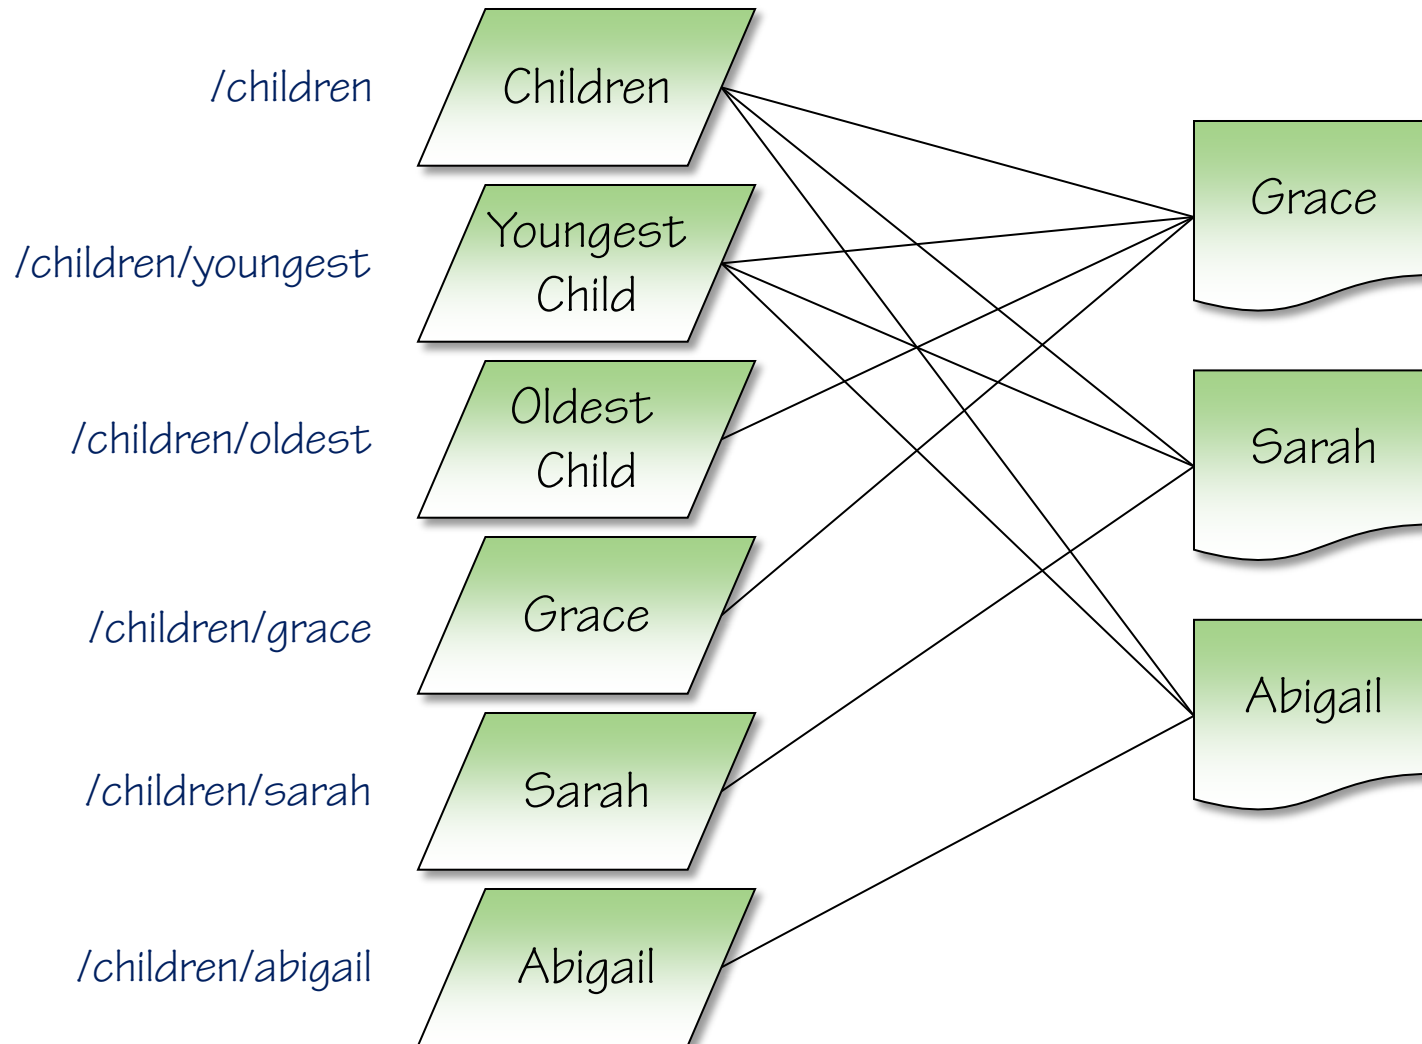 /children
Children
/children/youngest
Youngest
Child
/children/oldest
Oldest
Child
/children/grace
Grace
/children/sarah
Sarah
/children/abigail
Abigail
Grace
Sarah
Abigail